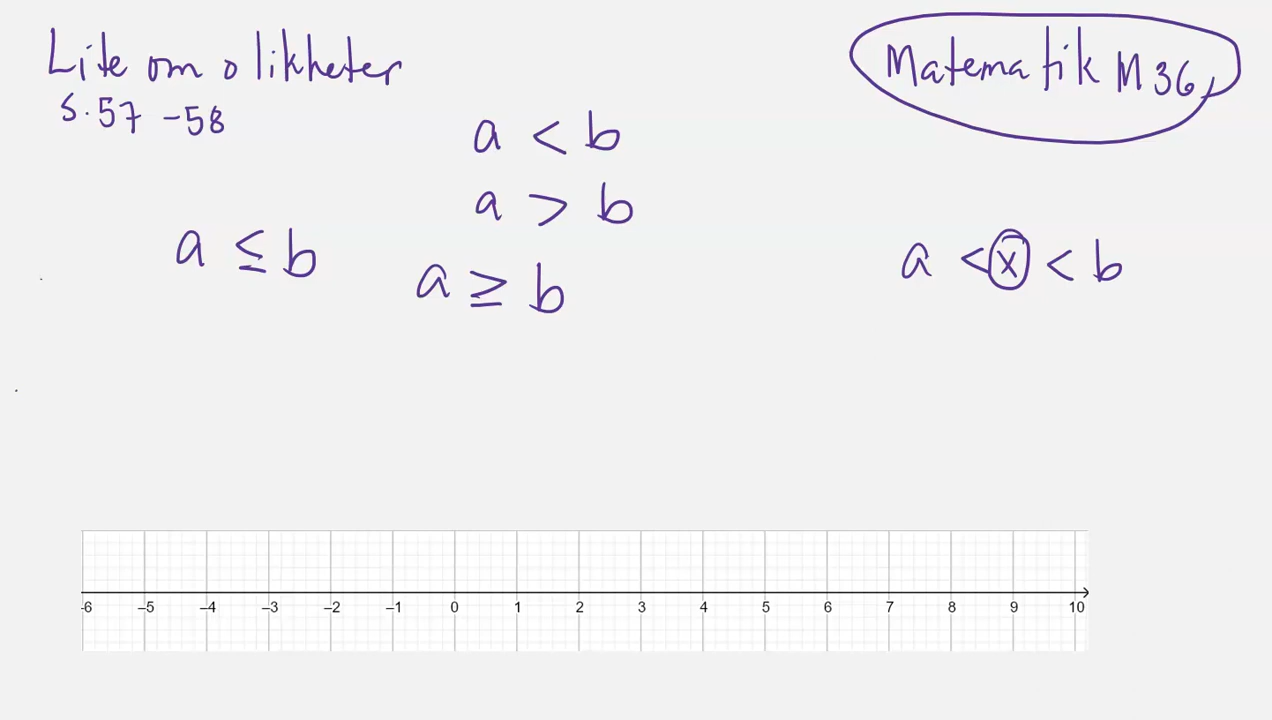 Lite om olikheter
s. 57 - 58
Matematik M36
a < b
a > b
a ≤ b
a ≥ b
a < x < b
-6 –5 –4 –3 –2 –1 0 1 2 3 4 5 6 7 8 9 10